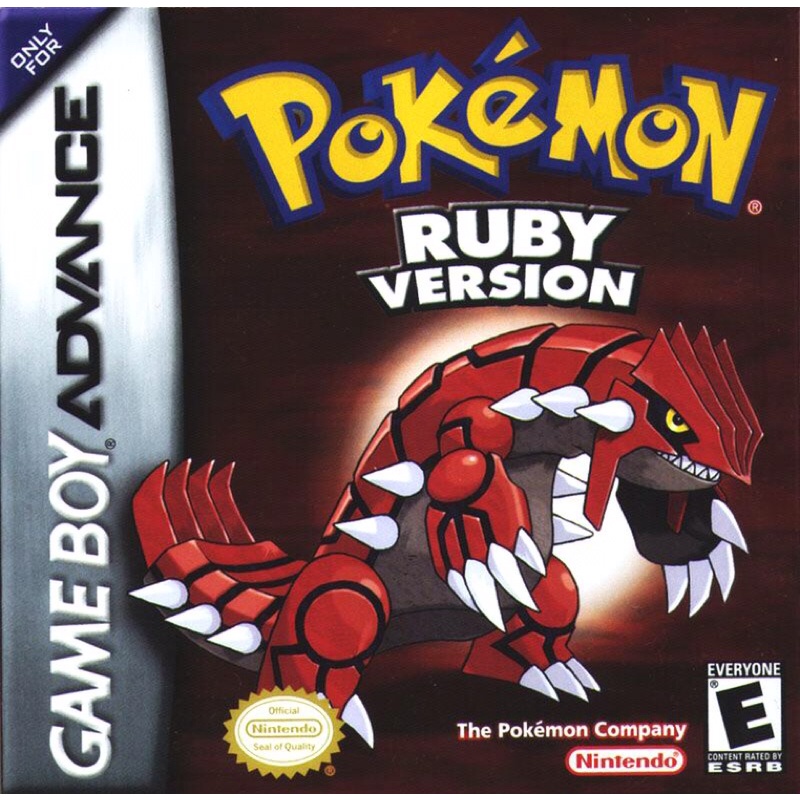 ONLY
FOR
GAME BOY ADVANCE
POKéMON®
RUBY
VERSION
Official
Nintendo
Seal of Quality
The Pokémon Company
Nintendo
EVERYONE
E
CONTENT RATED BY
ESRB